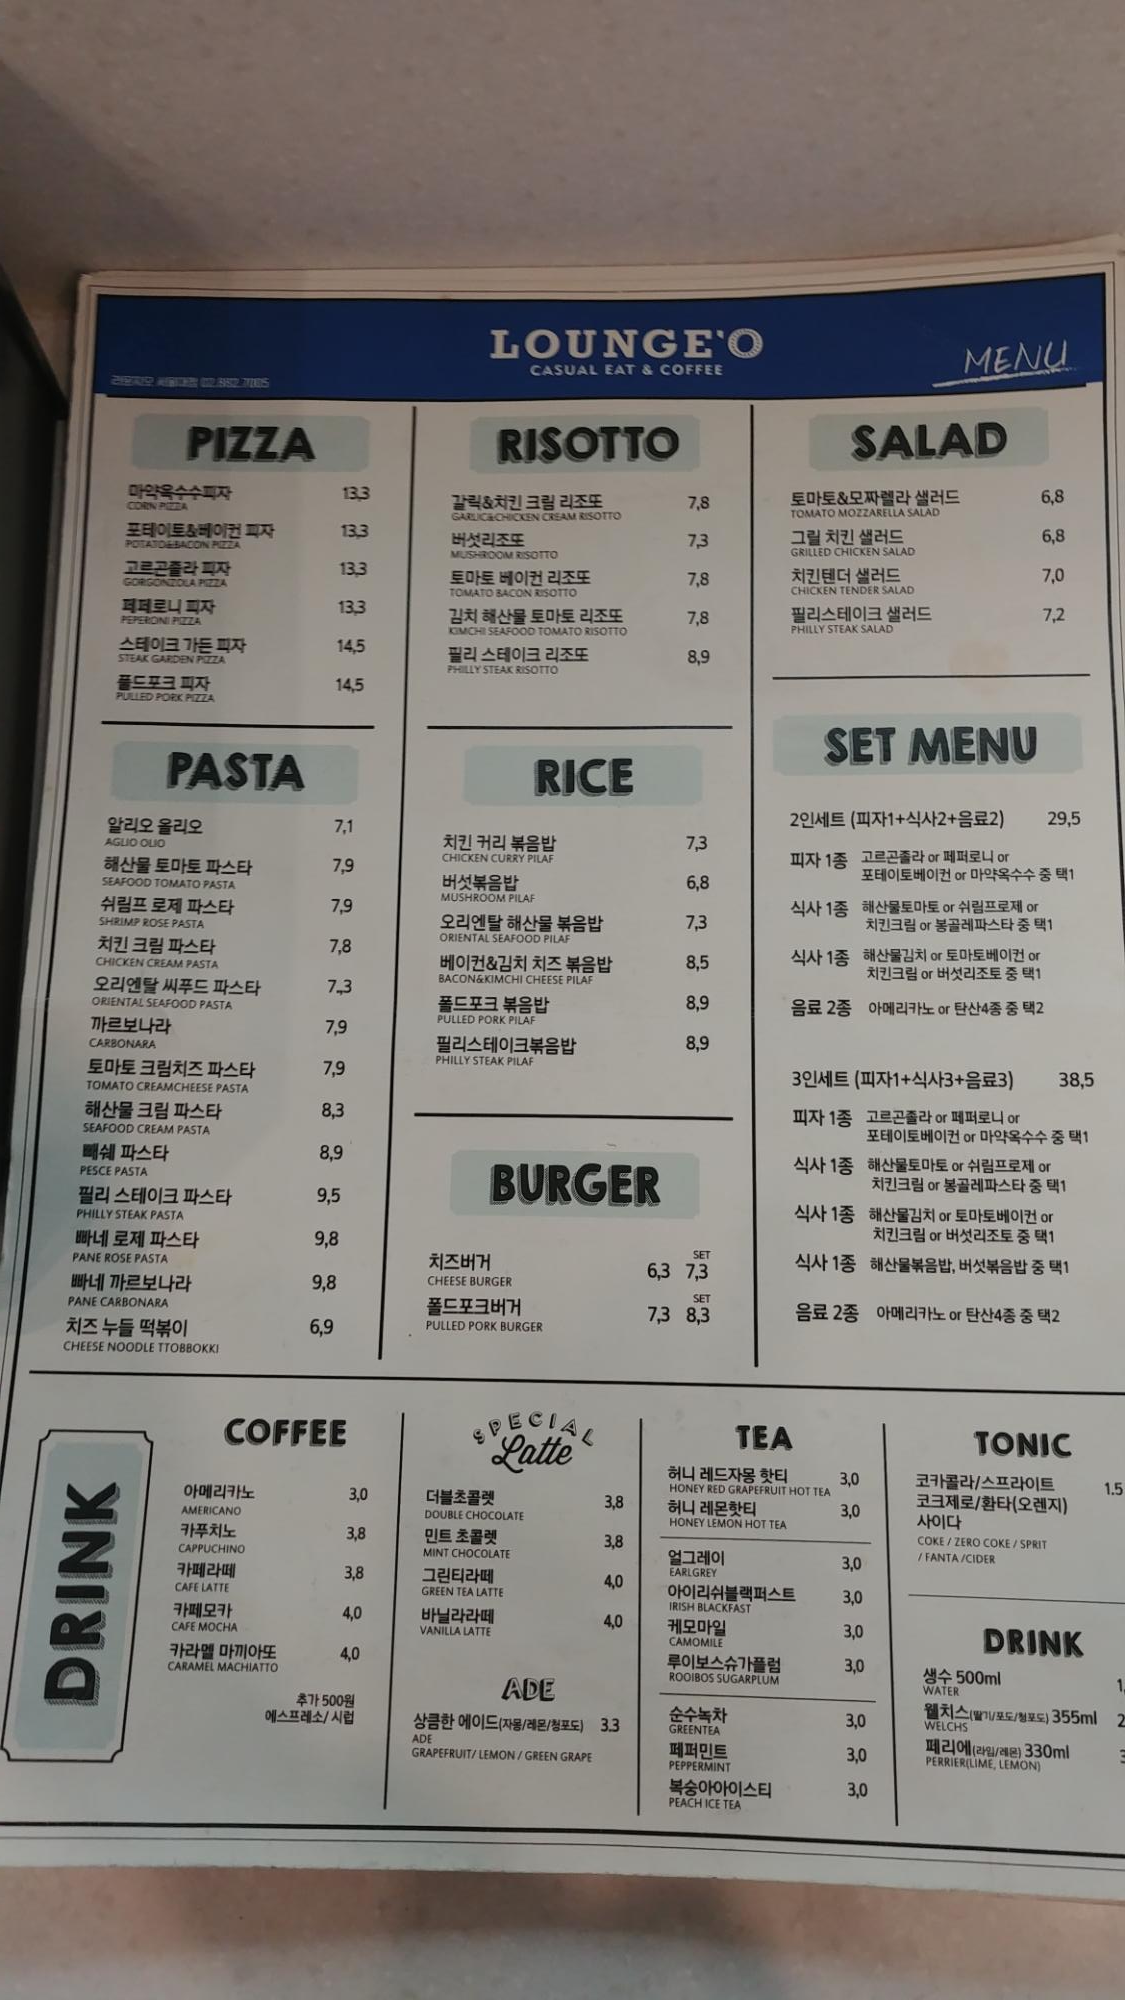 LOUNGE'O
CASUAL EAT & COFFEE
MENU
라운지오 서울대점 02.882.7005
PIZZA
마약옥수수피자 13,3
CORN PIZZA
포테이토&베이컨 피자 13,3
POTATO&BACON PIZZA
고르곤졸라 피자 13,3
GORGONZOLA PIZZA
페페로니 피자 13,3
PEPERONI PIZZA
스테이크 가든 피자 14,5
STEAK GARDEN PIZZA
풀드포크 피자 14,5
PULLED PORK PIZZA
PASTA
알리오 올리오 7,1
AGLIO OLIO
해산물 토마토 파스타 7,9
SEAFOOD TOMATO PASTA
쉬림프 로제 파스타 7,9
SHRIMP ROSE PASTA
치킨 크림 파스타 7,8
CHICKEN CREAM PASTA
오리엔탈 씨푸드 파스타 7,,3
ORIENTAL SEAFOOD PASTA
까르보나라 7,9
CARBONARA
토마토 크림치즈 파스타 7,9
TOMATO CREAMCHEESE PASTA
해산물 크림 파스타 8,3
SEAFOOD CREAM PASTA
빼쉐 파스타 8,9
PESCE PASTA
필리 스테이크 파스타 9,5
PHILLY STEAK PASTA
빠네 로제 파스타 9,8
PANE ROSE PASTA
빠네 까르보나라 9,8
PANE CARBONARA
치즈 누들 떡볶이 6,9
CHEESE NOODLE TTOBBOKKI
RISOTTO
갈릭&치킨 크림 리조또 7,8
GARLIC&CHICKEN CREAM RISOTTO
버섯리조또 7,3
MUSHROOM RISOTTO
토마토 베이컨 리조또 7,8
TOMATO BACON RISOTTO
김치 해산물 토마토 리조또 7,8
KIMCHI SEAFOOD TOMATO RISOTTO
필리 스테이크 리조또 8,9
PHILLY STEAK RISOTTO
RICE
치킨 커리 볶음밥 7,3
CHICKEN CURRY PILAF
버섯볶음밥 6,8
MUSHROOM PILAF
오리엔탈 해산물 볶음밥 7,3
ORIENTAL SEAFOOD PILAF
베이컨&김치 치즈 볶음밥 8,5
BACON&KIMCHI CHEESE PILAF
폴드포크 볶음밥 8,9
PULLED PORK PILAF
필리스테이크볶음밥 8,9
PHILLY STEAK PILAF
BURGER
SET
치즈버거 6,3 7,3
CHEESE BURGER
SET
폴드포크버거 7,3 8,3
PULLED PORK BURGER
SALAD
토마토&모짜렐라 샐러드 6,8
TOMATO MOZZARELLA SALAD
그릴 치킨 샐러드 6,8
GRILLED CHICKEN SALAD
치킨텐더 샐러드 7,0
CHICKEN TENDER SALAD
필리스테이크 샐러드 7,2
PHILLY STEAK SALAD
SET MENU
2인세트 (피자1+식사2+음료2) 29,5
피자 1종 고르곤졸라 or 페퍼로니 or
포테이토베이컨 or 마약옥수수 중 택1
식사 1종 해산물토마토 or 쉬림프로제 or
치킨크림 or 봉골레파스타 중 택1
식사 1종 해산물김치 or 토마토베이컨 or
치킨크림 or 버섯리조토 중 택1
음료 2종 아메리카노 or 탄산4종 중 택2
3인세트 (피자1+식사3+음료3) 38,5
피자 1종 고르곤졸라 or 페퍼로니 or
포테이토베이컨 or 마약옥수수 중 택1
식사 1종 해산물토마토 or 쉬림프로제 or
치킨크림 or 봉골레파스타 중 택1
식사 1종 해산물김치 or 토마토베이컨 or
치킨크림 or 버섯리조토 중 택1
식사 1종 해산물볶음밥, 버섯볶음밥 중 택1
음료 2종 아메리카노 or 탄산4종 중 택2
DRINK
COFFEE
아메리카노 3,0
AMERICANO
카푸치노 3,8
CAPPUCHINO
카페라떼 3,8
CAFE LATTE
카페모카 4,0
CAFE MOCHA
카라멜 마끼아또 4,0
CARAMEL MACHIATTO
추가 500원
에스프레소/ 시럽
SPECIAL
Latte
더블초콜렛 3,8
DOUBLE CHOCOLATE
민트 초콜렛 3,8
MINT CHOCOLATE
그린티라떼 4,0
GREEN TEA LATTE
바닐라라떼 4,0
VANILLA LATTE
ADE
상큼한 에이드(자몽/레몬/청포도) 3.3
ADE
GRAPEFRUIT/ LEMON / GREEN GRAPE
TEA
허니 레드자몽 핫티 3,0
HONEY RED GRAPEFRUIT HOT TEA
허니 레몬핫티 3,0
HONEY LEMON HOT TEA
얼그레이 3,0
EARLGREY
아이리쉬블랙퍼스트 3,0
IRISH BLACKFAST
케모마일 3,0
CAMOMILE
루이보스슈가플럼 3,0
ROOIBOS SUGARPLUM
순수녹차 3,0
GREENTEA
페퍼민트 3,0
PEPPERMINT
복숭아아이스티 3,0
PEACH ICE TEA
TONIC
코카콜라/스프라이트 1.5
코크제로/환타(오렌지)
사이다
COKE / ZERO COKE / SPRIT
/ FANTA /CIDER
DRINK
생수 500ml
WATER
웰치스(딸기/포도/청포도) 355ml
WELCHS
페리에(라임/레몬) 330ml
PERRIER(LIME, LEMON)